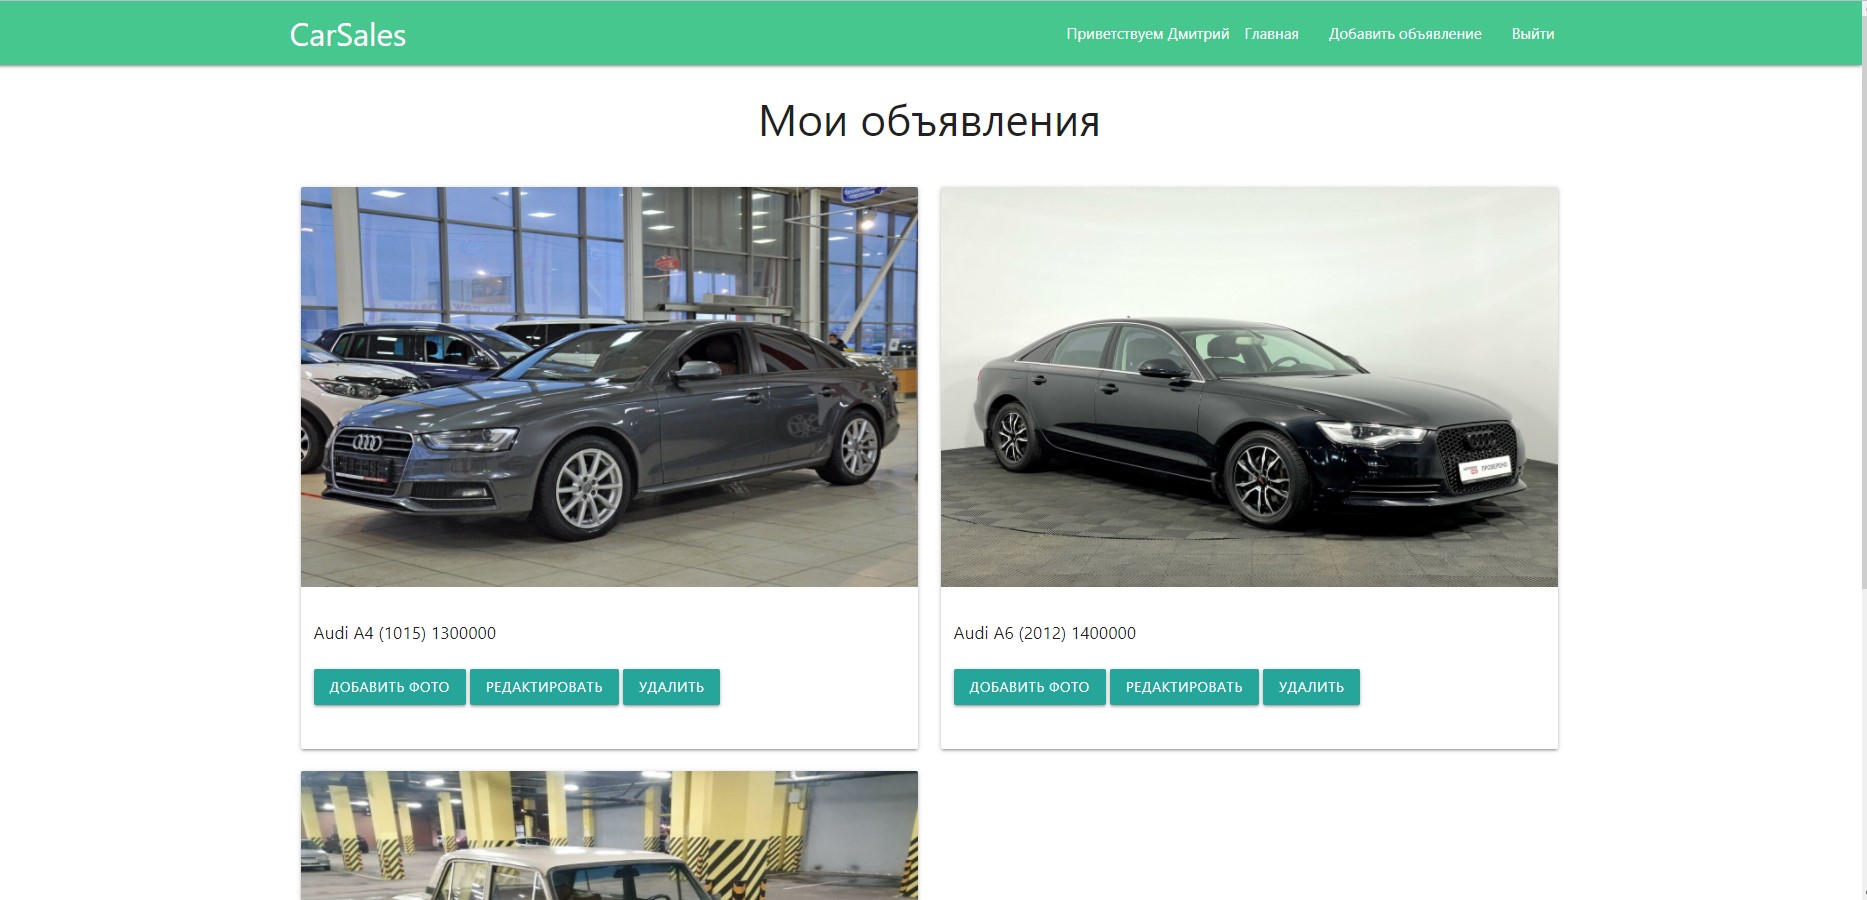 CarSales
Приветствуем Дмитрий Главная Добавить объявление Выйти
Мои объявления
ПРОВЕРЕНО
Audi A4 (1015) 1300000
Audi A6 (2012) 1400000
ДОБАВИТЬ ФОТО РЕДАКТИРОВАТЬ УДАЛИТЬ
ДОБАВИТЬ ФОТО РЕДАКТИРОВАТЬ УДАЛИТЬ